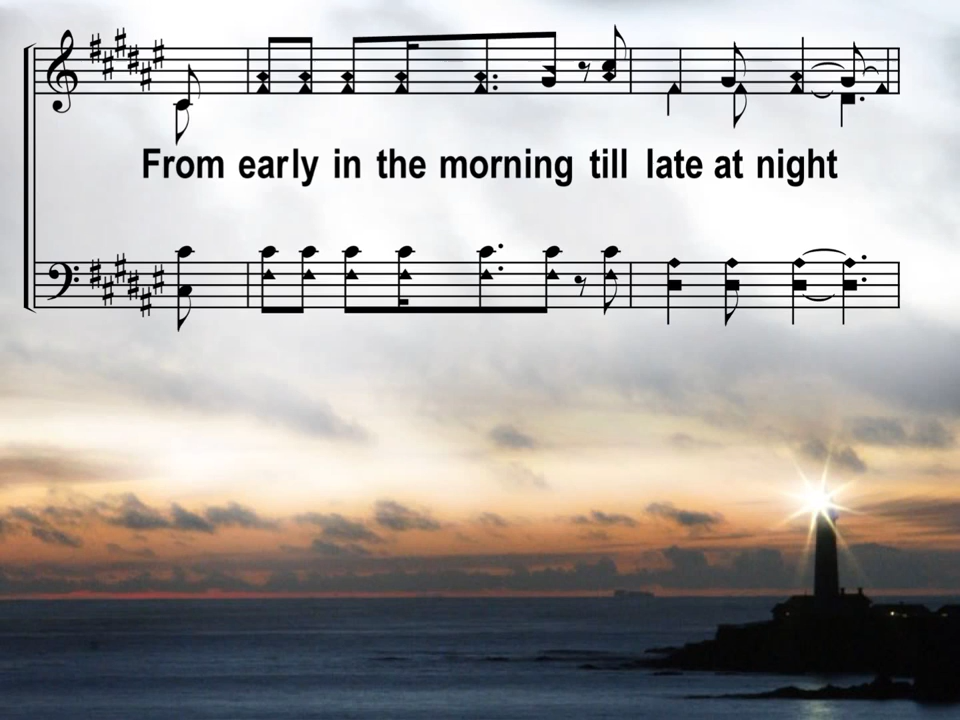 From early in the morning till late at night